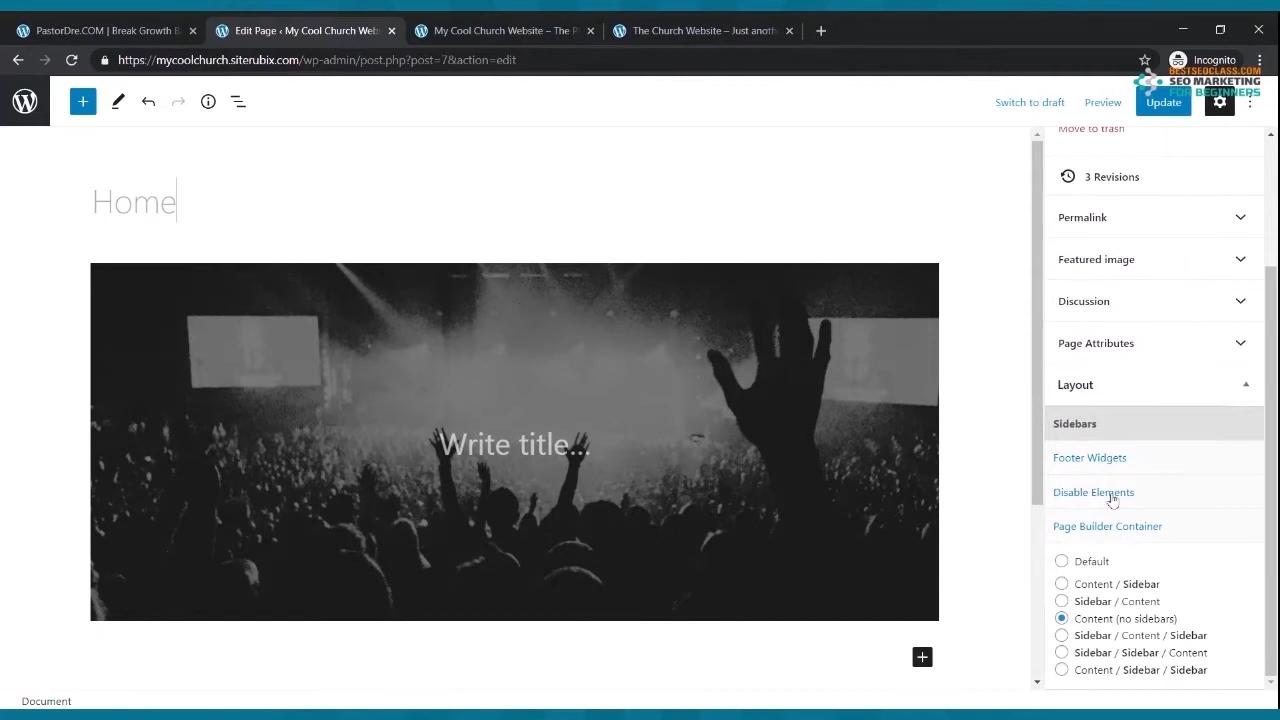 PastorDre.COM | Break Growth B
Edit Page ‹ My Cool Church Web
My Cool Church Website – The P
The Church Website – Just anoth
https://mycoolchurch.siterubix.com/wp-admin/post.php?post=7&action=edit
Incognito
BESTSEOCLASS.COM
SEO MARKETING
FOR BEGINNERS
Switch to draft
Preview
Update
Move to trash
Home
3 Revisions
Permalink
Featured image
Discussion
Page Attributes
Layout
Sidebars
Write title...
Footer Widgets
Disable Elements
Page Builder Container
Default
Content / Sidebar
Sidebar / Content
Content (no sidebars)
Sidebar / Content / Sidebar
Sidebar / Sidebar / Content
Content / Sidebar / Sidebar
Document